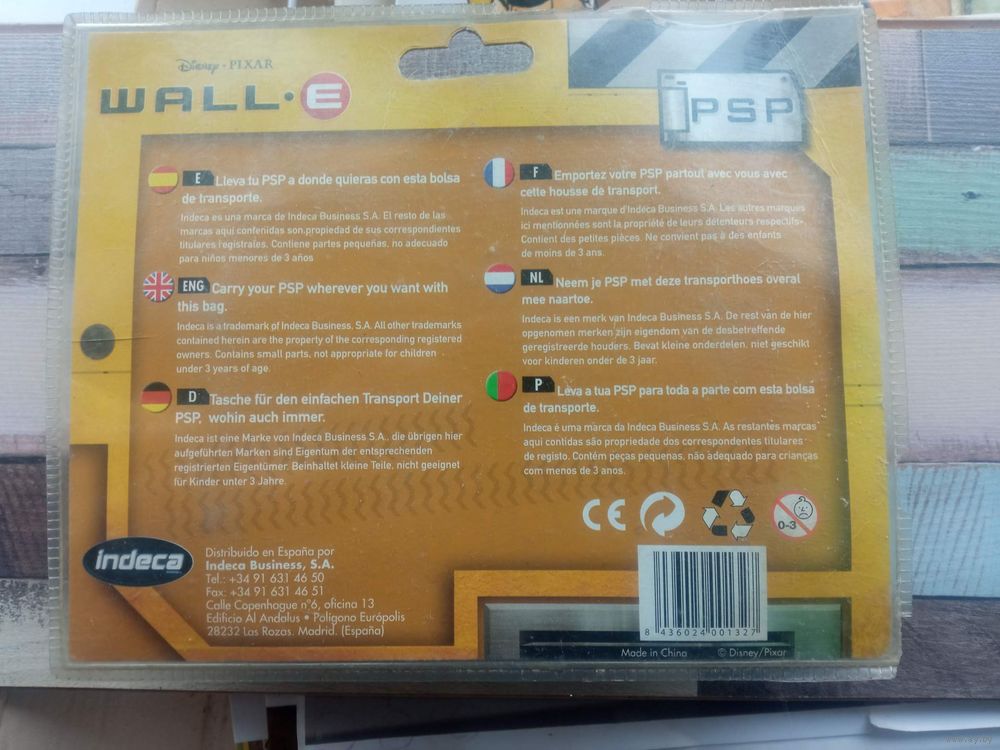 Disney · PIXAR
WALL·E
PSP
E Lleva tu PSP a donde quieras con esta bolsa
de transporte.
Indeca es una marca de Indeca Business S.A. El resto de las
marcas aquí contenidas son propiedad de sus correspondientes
titulares registrales. Contiene partes pequeñas, no adecuado
para niños menores de 3 años
ENG Carry your PSP wherever you want with
this bag.
Indeca is a trademark of Indeca Business, S.A. All other trademarks
contained herein are the property of the corresponding registered
owners. Contains small parts, not appropriate for children
under 3 years of age.
D Tasche für den einfachen Transport Deiner
PSP, wohin auch immer.
Indeca ist eine Marke von Indeca Business S.A., die übrigen hier
aufgeführten Marken sind Eigentum der entsprechenden
registrierten Eigentümer. Beinhaltet kleine Teile, nicht geeignet
für Kinder unter 3 Jahre.
F Emportez votre PSP partout avec vous avec
cette housse de transport.
Indeca est une marque d'Indeca Business S.A. Les autres marques
ici mentionnées sont la propriété de leurs détenteurs respectifs.
Contient des petites pièces. Ne convient pas à des enfants
de moins de 3 ans.
NL Neem je PSP met deze transporthoes overal
mee naartoe.
Indeca is een merk van Indeca Business S.A. De rest van de hier
opgenomen merken zijn eigendom van de desbetreffende
geregistreerde houders. Bevat kleine onderdelen, niet geschikt
voor kinderen onder de 3 jaar.
P Leva a tua PSP para toda a parte com esta bolsa
de transporte.
Indeca é uma marca da Indeca Business S.A. As restantes marcas
aqui contidas são propriedade dos correspondentes titulares
de registo. Contém peças pequenas, não adequado para crianças
com menos de 3 anos.
CE
0-3
indeca
Distribuido en España por
Indeca Business, S.A.
Tel.: +34 91 631 46 50
Fax: +34 91 631 46 51
Calle Copenhague nº6, oficina 13
Edificio Al Andalus • Polígono Európolis
28232 Las Rozas. Madrid. (España)
8 436024 001327
Made in China © Disney/Pixar